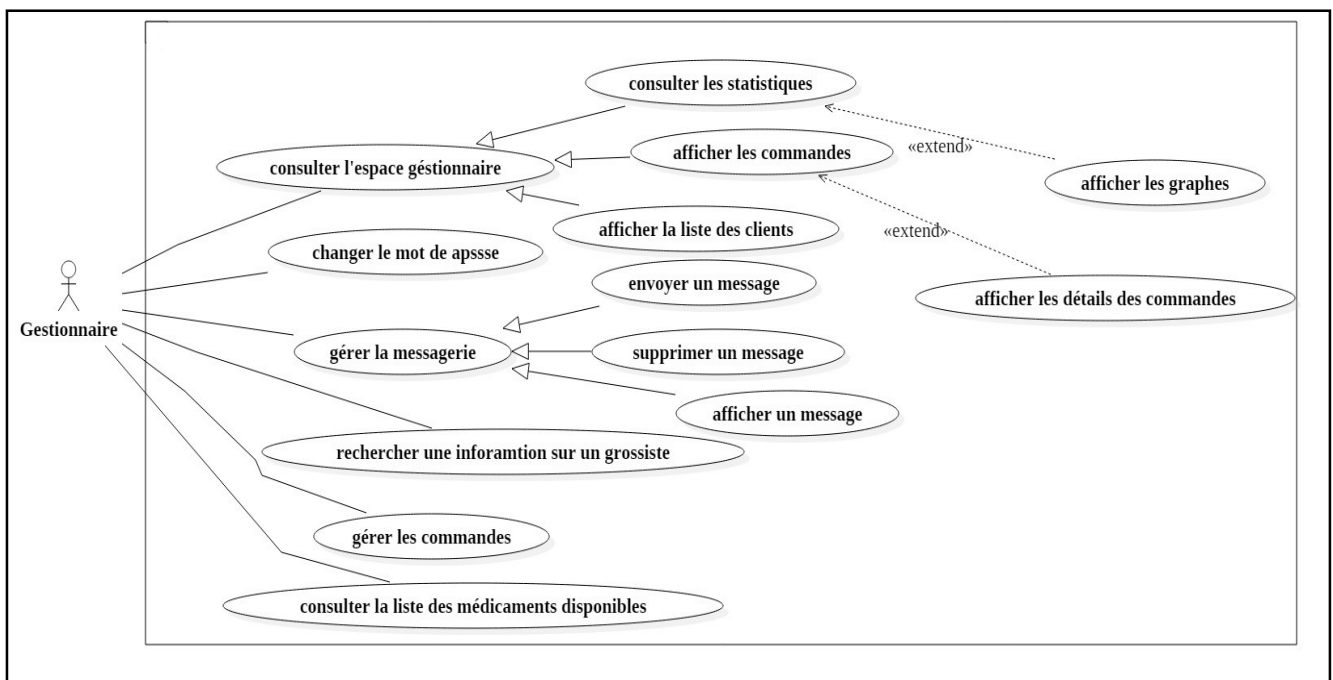 consulter les statistiques
«extend»
afficher les commandes
consulter l'espace géstionnaire
afficher les graphes
afficher la liste des clients
«extend»
changer le mot de apssse
envoyer un message
afficher les détails des commandes
Gestionnaire
gérer la messagerie
supprimer un message
afficher un message
rechercher une inforamtion sur un grossiste
gérer les commandes
consulter la liste des médicaments disponibles